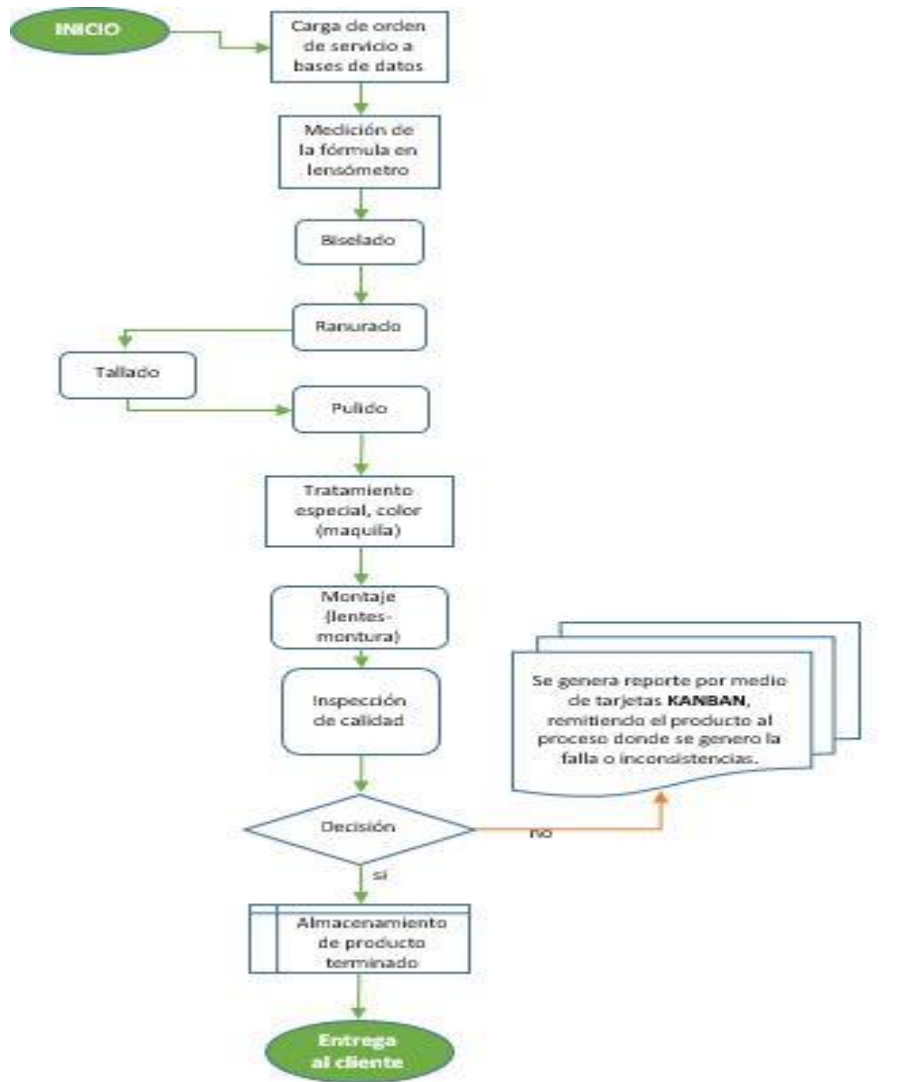 INICIO
Carga de orden
de servicio a
bases de datos
Medición de
la fórmula en
lensómetro
Biselado
Ranurado
Tallado
Pulido
Tratamiento
especial, color
(maquila)
Montaje
(lentes-
montura)
Inspección
de calidad
Se genera reporte por medio
de tarjetas KANBAN,
remitiendo el producto al
proceso donde se genero la
falla o inconsistencias.
Decisión
no
si
Almacenamiento
de producto
terminado
Entrega
al cliente